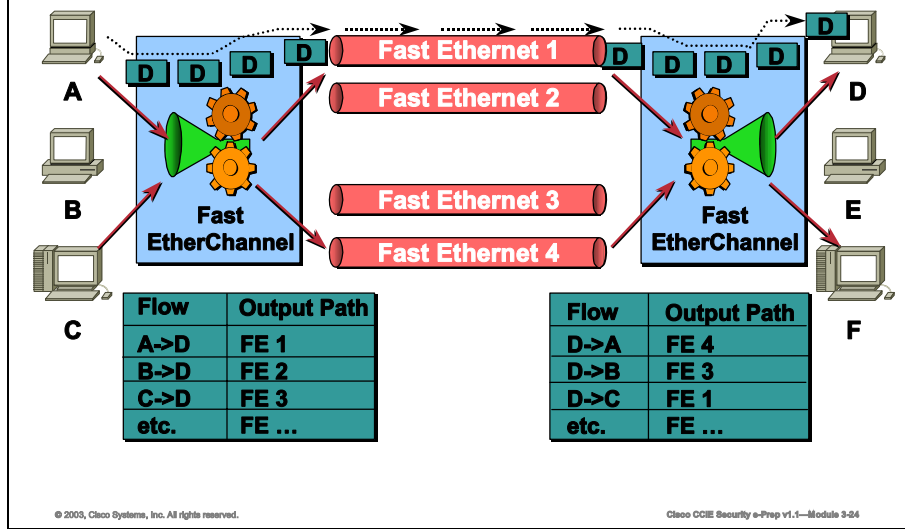 D
Fast Ethernet 1
Fast Ethernet 2
Fast Ethernet 3
Fast Ethernet 4
D D D D
D D D D
A
B
C
D
E
F
Fast
EtherChannel
Fast
EtherChannel
Flow Output Path
A->D FE 1
B->D FE 2
C->D FE 3
etc. FE ...
Flow Output Path
D->A FE 4
D->B FE 3
D->C FE 1
etc. FE ...
© 2003, Cisco Systems, Inc. All rights reserved.
Cisco CCIE Security e-Prep v1.1—Module 3-24